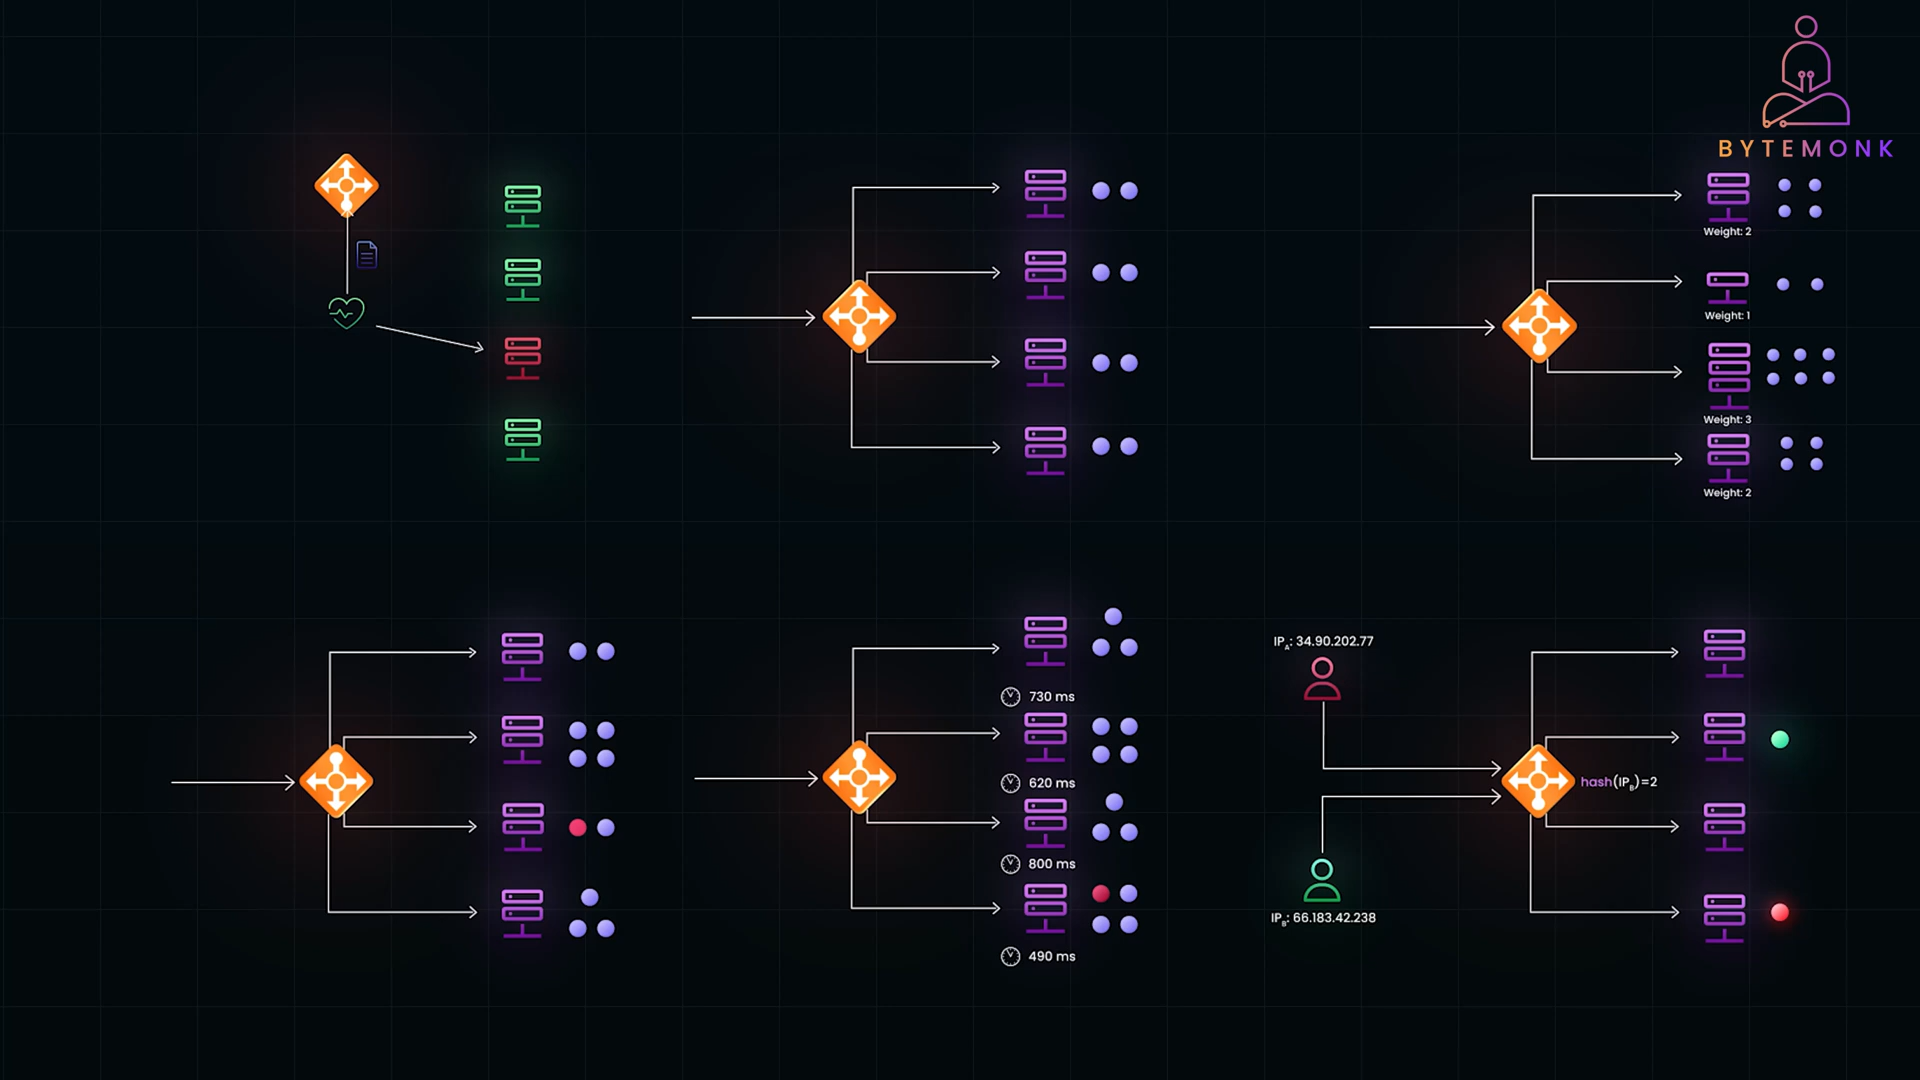 BYTEMONK
Weight: 2
Weight: 1
Weight: 3
Weight: 2
730 ms
620 ms
800 ms
490 ms
IPA: 34.90.202.77
hash(IPB)=2
IPB: 66.183.42.238